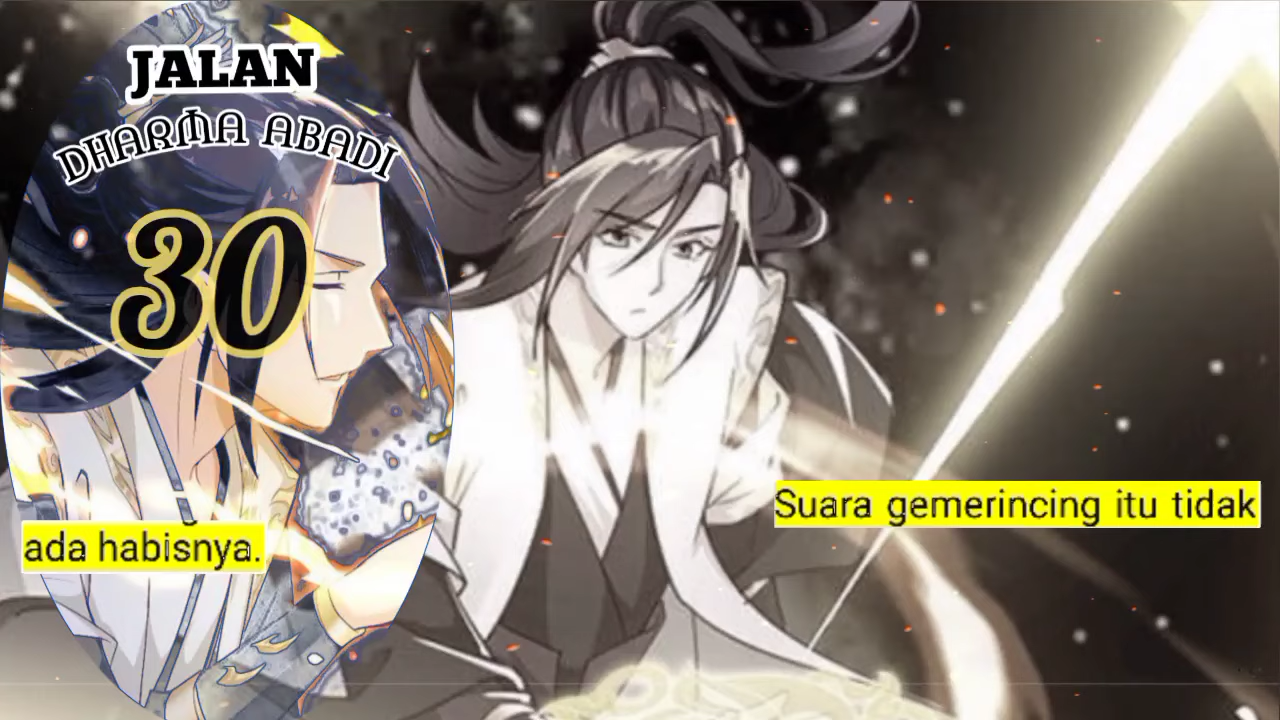 JALAN
DHARMA ABADI
30
Suara gemerincing itu tidak
ada habisnya.